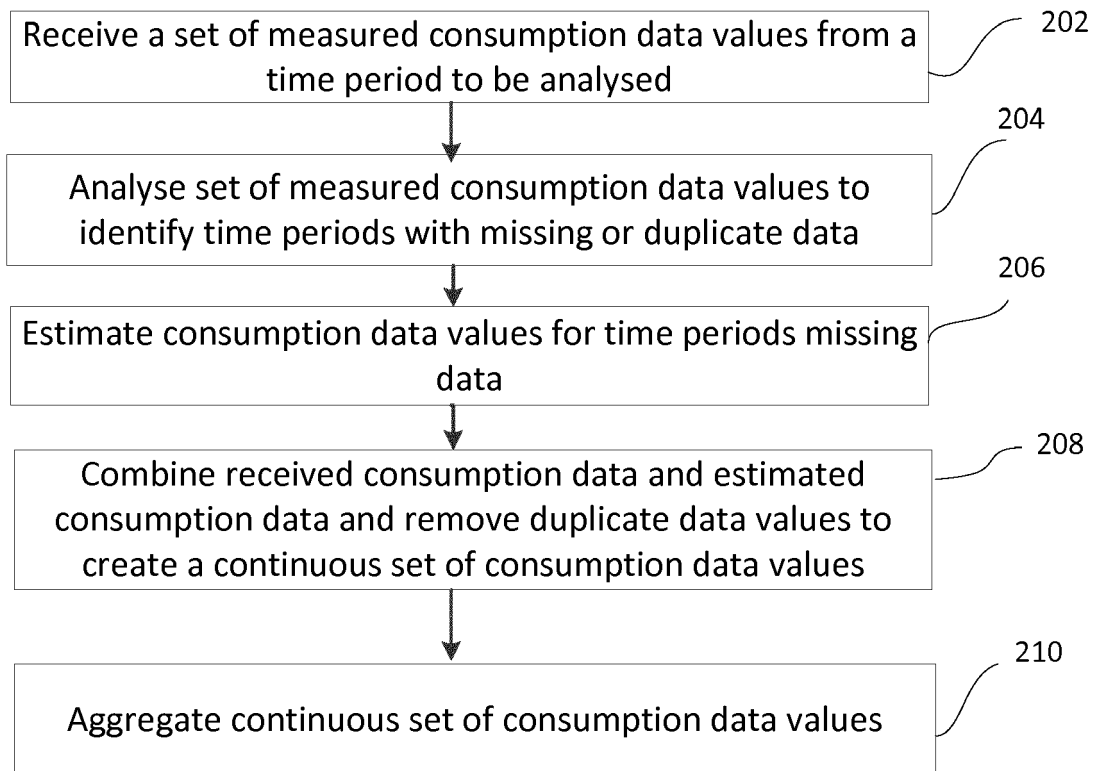 Receive a set of measured consumption data values from a
time period to be analysed
202
Analyse set of measured consumption data values to
identify time periods with missing or duplicate data
204
Estimate consumption data values for time periods missing
data
206
Combine received consumption data and estimated
consumption data and remove duplicate data values to
create a continuous set of consumption data values
208
Aggregate continuous set of consumption data values
210